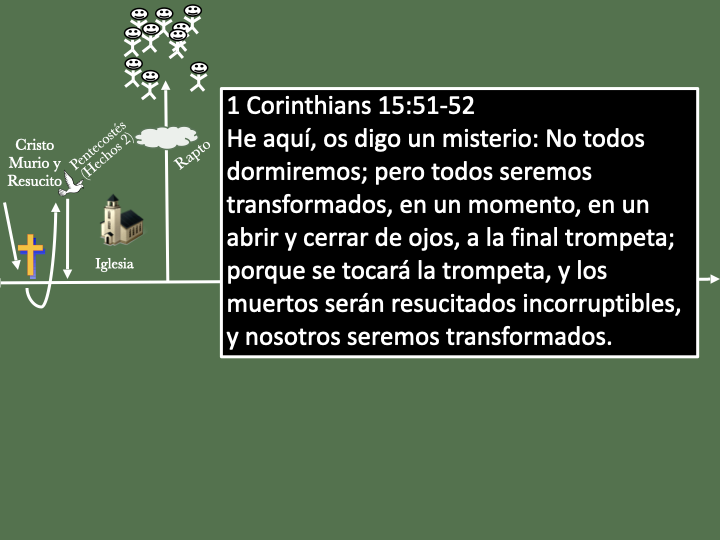 Cristo
Murio y
Resucito
Pentecostés
(Hechos 2)
Iglesia
Rapto
1 Corinthians 15:51-52
He aquí, os digo un misterio: No todos
dormiremos; pero todos seremos
transformados, en un momento, en un
abrir y cerrar de ojos, a la final trompeta;
porque se tocará la trompeta, y los
muertos serán resucitados incorruptibles,
y nosotros seremos transformados.